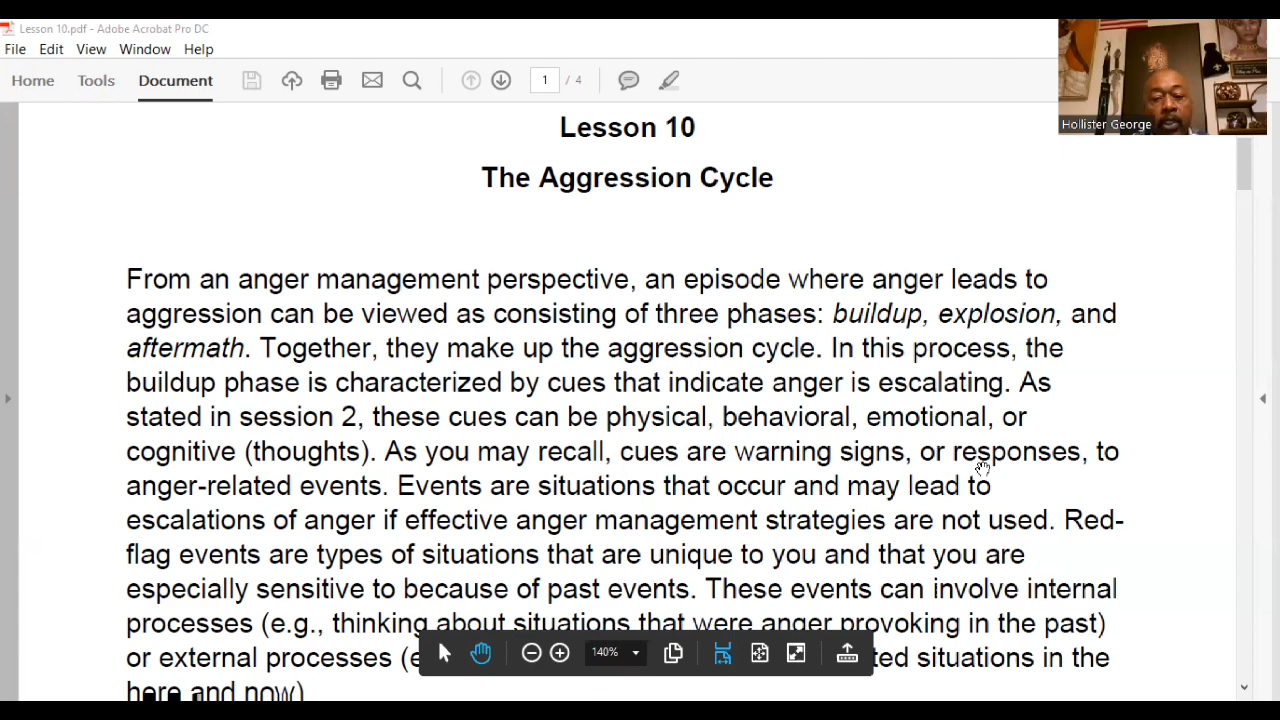 Lesson 10.pdf - Adobe Acrobat Pro DC
File Edit View Window Help
Home Tools Document 1 / 4
Hollister George
Lesson 10
The Aggression Cycle
From an anger management perspective, an episode where anger leads to
aggression can be viewed as consisting of three phases: buildup, explosion, and
aftermath. Together, they make up the aggression cycle. In this process, the
buildup phase is characterized by cues that indicate anger is escalating. As
stated in session 2, these cues can be physical, behavioral, emotional, or
cognitive (thoughts). As you may recall, cues are warning signs, or responses, to
anger-related events. Events are situations that occur and may lead to
escalations of anger if effective anger management strategies are not used. Red-
flag events are types of situations that are unique to you and that you are
especially sensitive to because of past events. These events can involve internal
processes (e.g., thinking about situations that were anger provoking in the past)
or external processes ( situations in the
here and now)
140%